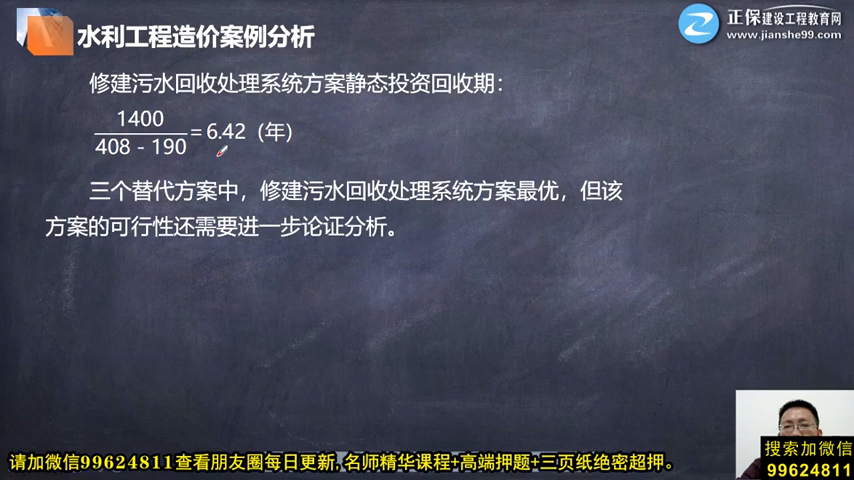 水利工程造价案例分析
正保建设工程教育网
www.jianshe99.com
修建污水回收处理系统方案静态投资回收期：
1400
408 - 190
= 6.42（年）
三个替代方案中，修建污水回收处理系统方案最优，但该
方案的可行性还需要进一步论证分析。
搜索加微信
99624811
请加微信99624811查看朋友圈每日更新,名师精华课程+高端押题+三页纸绝密超押。